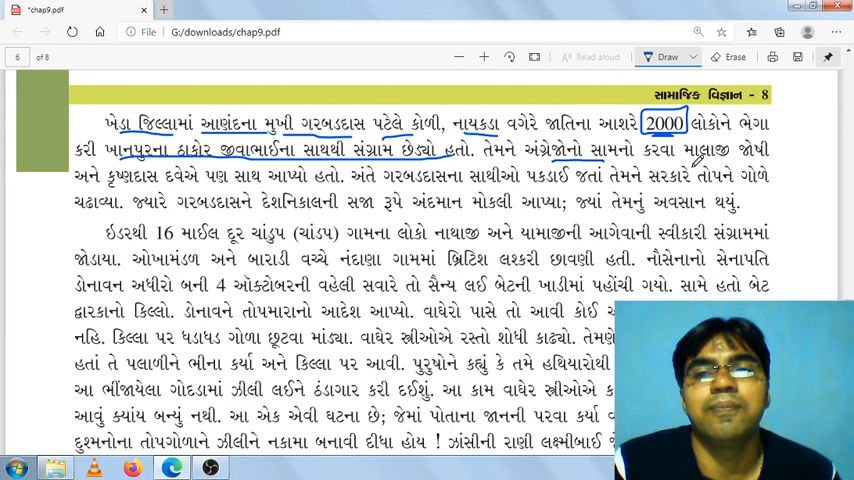 *chap9.pdf
File G:/downloads/chap9.pdf
6 of 8
Read aloud Draw Erase
સામાજિક વિજ્ઞાન - 8
ખેડા જિલ્લામાં આણંદના મુખી ગરબડદાસ પટેલે કોળી, નાયકડા વગેરે જાતિના આશરે 2000 લોકોને ભેગા
કરી ખાનપુરના ઠાકોર જીવાભાઈના સાથથી સંગ્રામ છેડ્યો હતો. તેમને અંગ્રેજોનો સામનો કરવા માલાજી જોષી
અને કૃષ્ણદાસ દવેએ પણ સાથ આપ્યો હતો. અંતે ગરબડદાસના સાથીઓ પકડાઈ જતાં તેમને સરકારે તોપને ગોળે
ચઢાવ્યા. જ્યારે ગરબડદાસને દેશનિકાલની સજા રૂપે અંદમાન મોકલી આપ્યા; જ્યાં તેમનું અવસાન થયું.
ઇડરથી 16 માઈલ દૂર ચાંડુપ (ચાંડપ) ગામના લોકો નાથાજી અને યામાજીની આગેવાની સ્વીકારી સંગ્રામમાં
જોડાયા. ઓખામંડળ અને બારાડી વચ્ચે નંદાણા ગામમાં બ્રિટિશ લશ્કરી છાવણી હતી. નૌસેનાનો સેનાપતિ
ડોનાવન અધીરો બની 4 ઑક્ટોબરની વહેલી સવારે તો સૈન્ય લઈ બેટની ખાડીમાં પહોંચી ગયો. સામે હતો બેટ
દ્વારકાનો કિલ્લો. ડોનાવને તોપમારાનો આદેશ આપ્યો. વાઘેરો પાસે તો આવી કોઈ
નહિ. કિલ્લા પર ધડાધડ ગોળા છૂટવા માંડ્યા. વાઘેર સ્ત્રીઓએ રસ્તો શોધી કાઢ્યો. તેમણે
હતાં તે પલાળીને ભીના કર્યા અને કિલ્લા પર આવી. પુરુષોને કહ્યું કે તમે હથિયારોથી
આ ભીંજાયેલા ગોદડામાં ઝીલી લઈને ઠંડાગાર કરી દઈશું. આ કામ વાઘેર સ્ત્રીઓએ
આવું ક્યાંય બન્યું નથી. આ એક એવી ઘટના છે; જેમાં પોતાના જાનની પરવા કર્યા
દુશ્મનોના તોપગોળાને ઝીલીને નકામા બનાવી દીધા હોય ! ઝાંસીની રાણી લક્ષ્મીબાઈ